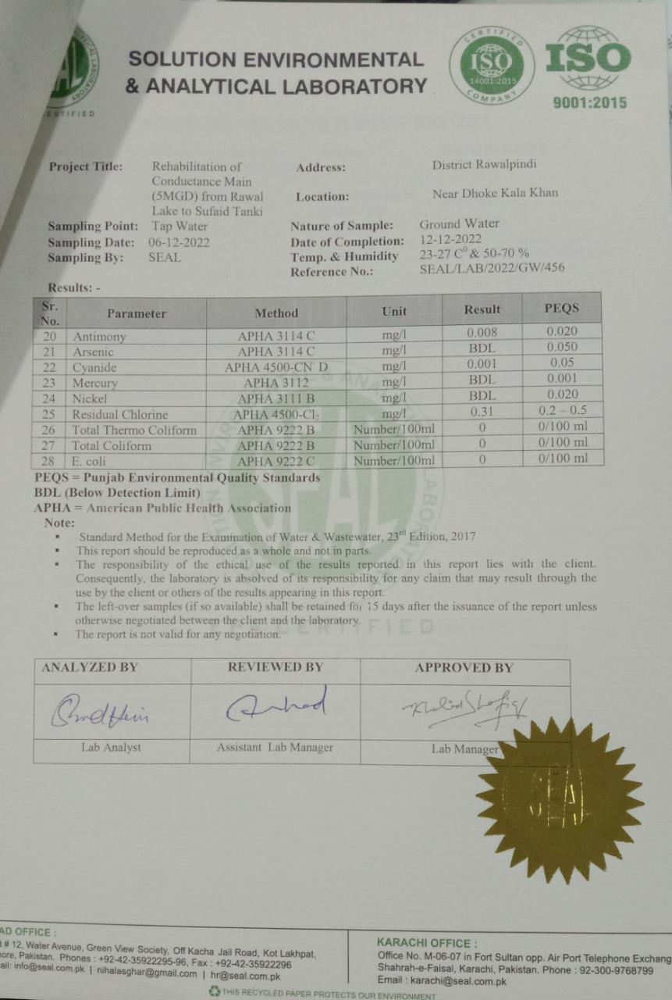 SOLUTION ENVIRONMENTAL
& ANALYTICAL LABORATORY
CERTIFIED
ISO
14001:2015
COMPANY
ISO
9001:2015
ERTIFIED
Project Title: Rehabilitation of Conductance Main (5MGD) from Rawal Lake to Sufaid Tanki
Address: District Rawalpindi
Location: Near Dhoke Kala Khan
Sampling Point: Tap Water
Nature of Sample: Ground Water
Sampling Date: 06-12-2022
Date of Completion: 12-12-2022
Sampling By: SEAL
Temp. & Humidity 23-27 C⁰ & 50-70 %
Reference No.: SEAL/LAB/2022/GW/456
Results: -
Sr. No. Parameter Method Unit Result PEQS
20 Antimony APHA 3114 C mg/l 0.008 0.020
21 Arsenic APHA 3114 C mg/l BDL 0.050
22 Cyanide APHA 4500-CN D mg/l 0.001 0.05
23 Mercury APHA 3112 mg/l BDL 0.001
24 Nickel APHA 3111 B mg/l BDL 0.020
25 Residual Chlorine APHA 4500-Cl₂ mg/l 0.31 0.2 – 0.5
26 Total Thermo Coliform APHA 9222 B Number/100ml 0 0/100 ml
27 Total Coliform APHA 9222 B Number/100ml 0 0/100 ml
28 E. coli APHA 9222 C Number/100ml 0 0/100 ml
PEQS = Punjab Environmental Quality Standards
BDL (Below Detection Limit)
APHA = American Public Health Association
Note:
▪ Standard Method for the Examination of Water & Wastewater, 23rd Edition, 2017
▪ This report should be reproduced as a whole and not in parts.
▪ The responsibility of the ethical use of the results reported in this report lies with the client.
Consequently, the laboratory is absolved of its responsibility for any claim that may result through the
use by the client or others of the results appearing in this report.
▪ The left-over samples (if so available) shall be retained for 15 days after the issuance of the report unless
otherwise negotiated between the client and the laboratory.
▪ The report is not valid for any negotiation.
ANALYZED BY REVIEWED BY APPROVED BY
Khalid Shafiq
Lab Analyst Assistant Lab Manager Lab Manager
SEAL
AD OFFICE :
# 12, Water Avenue, Green View Society, Off Kacha Jail Road, Kot Lakhpat,
ore, Pakistan. Phones : +92-42-35922295-96, Fax : +92-42-35922296
ail: info@seal.com.pk | nihalasghar@gmail.com | hr@seal.com.pk
KARACHI OFFICE :
Office No. M-06-07 in Fort Sultan opp. Air Port Telephone Exchang
Shahrah-e-Faisal, Karachi, Pakistan. Phone : 92-300-9768799
Email : karachi@seal.com.pk
THIS RECYCLED PAPER PROTECTS OUR ENVIRONMENT